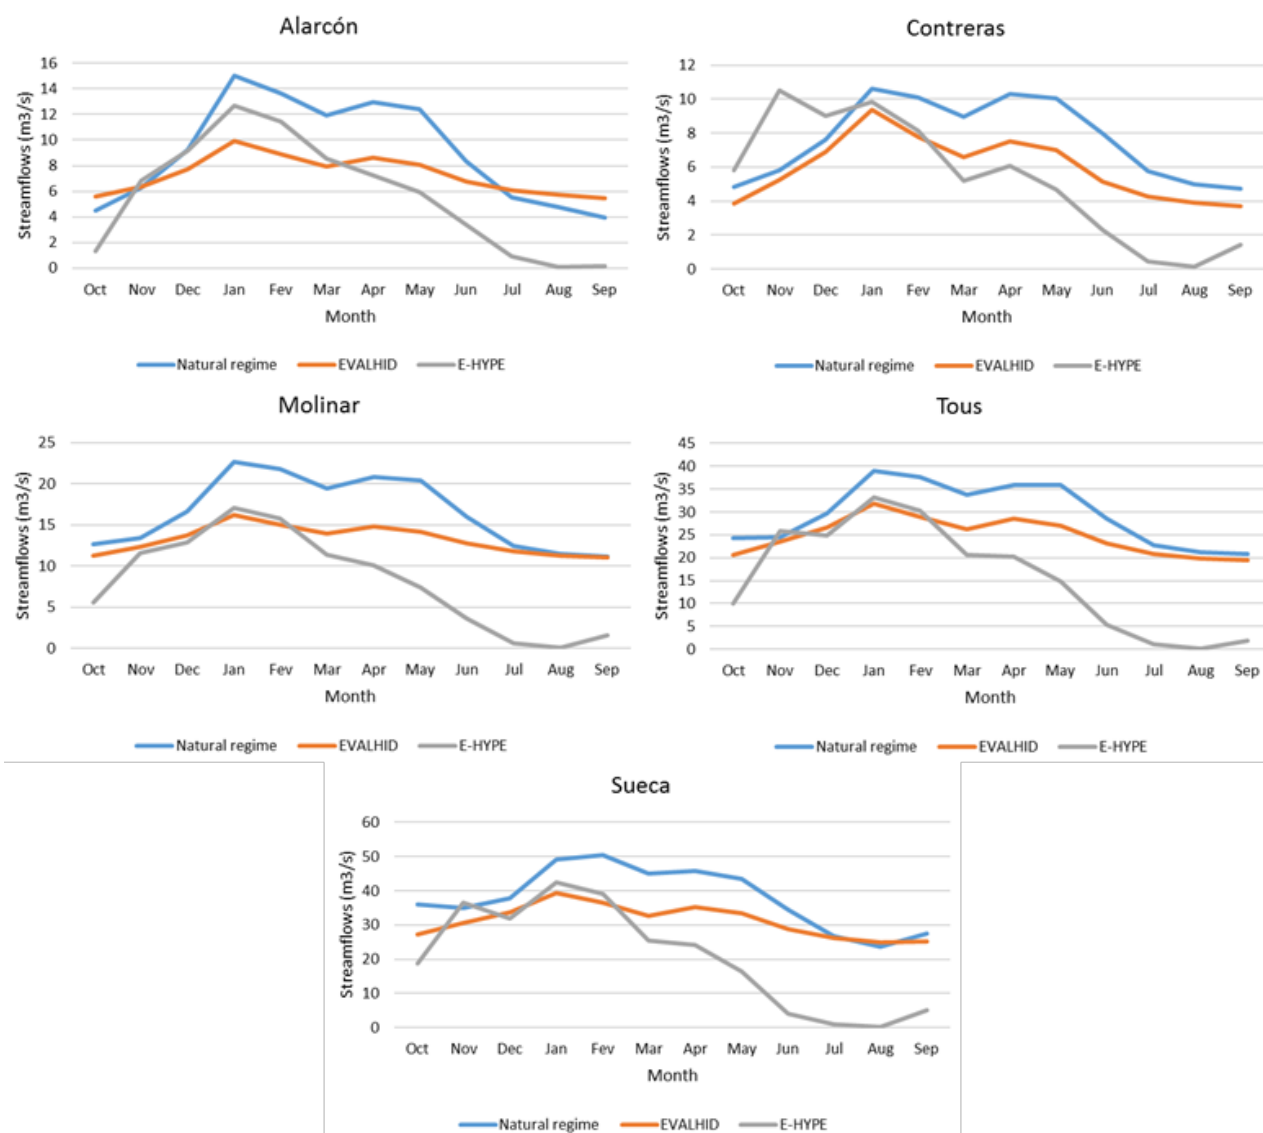 Alarcón
Streamflows (m3/s)
16
14
12
10
8
6
4
2
0
Oct Nov Dec Jan Fev Mar Apr May Jun Jul Aug Sep
Month
Natural regime EVALHID E-HYPE
Contreras
Streamflows (m3/s)
12
10
8
6
4
2
0
Oct Nov Dec Jan Fev Mar Apr May Jun Jul Aug Sep
Month
Natural regime EVALHID E-HYPE
Molinar
Streamflows (m3/s)
25
20
15
10
5
0
Oct Nov Dec Jan Fev Mar Apr May Jun Jul Aug Sep
Month
Natural regime EVALHID E-HYPE
Tous
Streamflows (m3/s)
45
40
35
30
25
20
15
10
5
0
Oct Nov Dec Jan Fev Mar Apr May Jun Jul Aug Sep
Month
Natural regime EVALHID E-HYPE
Sueca
Streamflows (m3/s)
60
50
40
30
20
10
0
Oct Nov Dec Jan Fev Mar Apr May Jun Jul Aug Sep
Month
Natural regime EVALHID E-HYPE